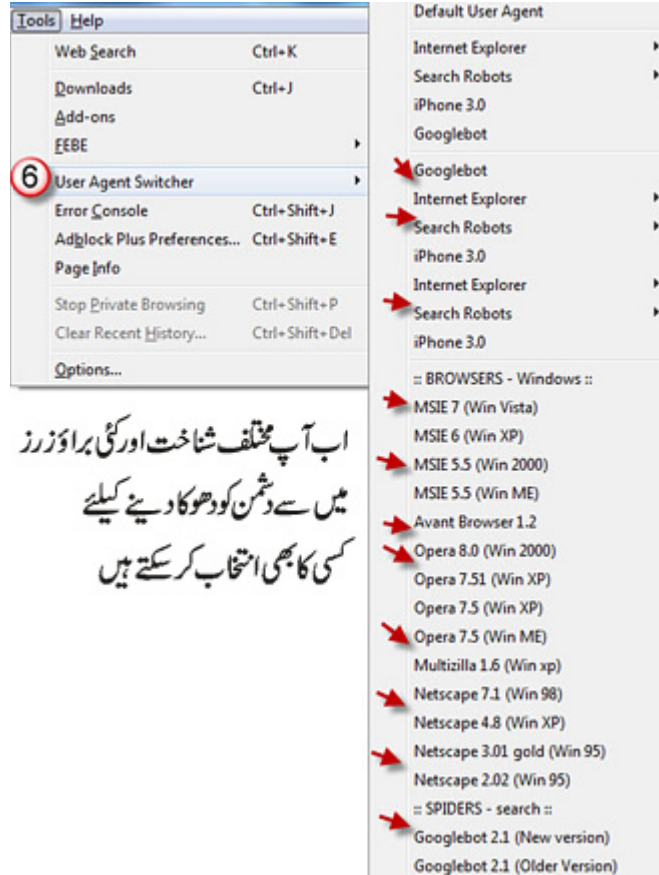 Tools Help
Web Search Ctrl+K
Downloads Ctrl+J
Add-ons
FEBE
6
User Agent Switcher
Error Console Ctrl+Shift+J
Adblock Plus Preferences... Ctrl+Shift+E
Page Info
Stop Private Browsing Ctrl+Shift+P
Clear Recent History... Ctrl+Shift+Del
Options...
اب آپ مختلف شناخت اور کئی براؤزرز
میں سے دشمن کو دھوکا دینے کیلئے
کسی کا بھی انتخاب کر سکتے ہیں
Default User Agent
Internet Explorer
Search Robots
iPhone 3.0
Googlebot
Googlebot
Internet Explorer
Search Robots
iPhone 3.0
Internet Explorer
Search Robots
iPhone 3.0
:: BROWSERS - Windows ::
MSIE 7 (Win Vista)
MSIE 6 (Win XP)
MSIE 5.5 (Win 2000)
MSIE 5.5 (Win ME)
Avant Browser 1.2
Opera 8.0 (Win 2000)
Opera 7.51 (Win XP)
Opera 7.5 (Win XP)
Opera 7.5 (Win ME)
Multizilla 1.6 (Win xp)
Netscape 7.1 (Win 98)
Netscape 4.8 (Win XP)
Netscape 3.01 gold (Win 95)
Netscape 2.02 (Win 95)
:: SPIDERS - search ::
Googlebot 2.1 (New version)
Googlebot 2.1 (Older Version)